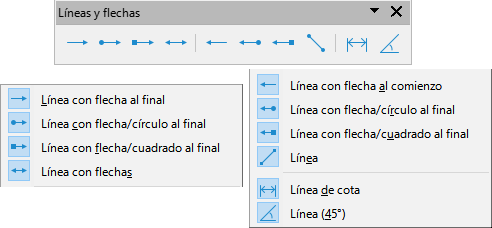 Líneas y flechas
Línea con flecha al final
Línea con flecha/círculo al final
Línea con flecha/cuadrado al final
Línea con flechas
Línea con flecha al comienzo
Línea con flecha/círculo al final
Línea con flecha/cuadrado al final
Línea
Línea de cota
Línea (45°)